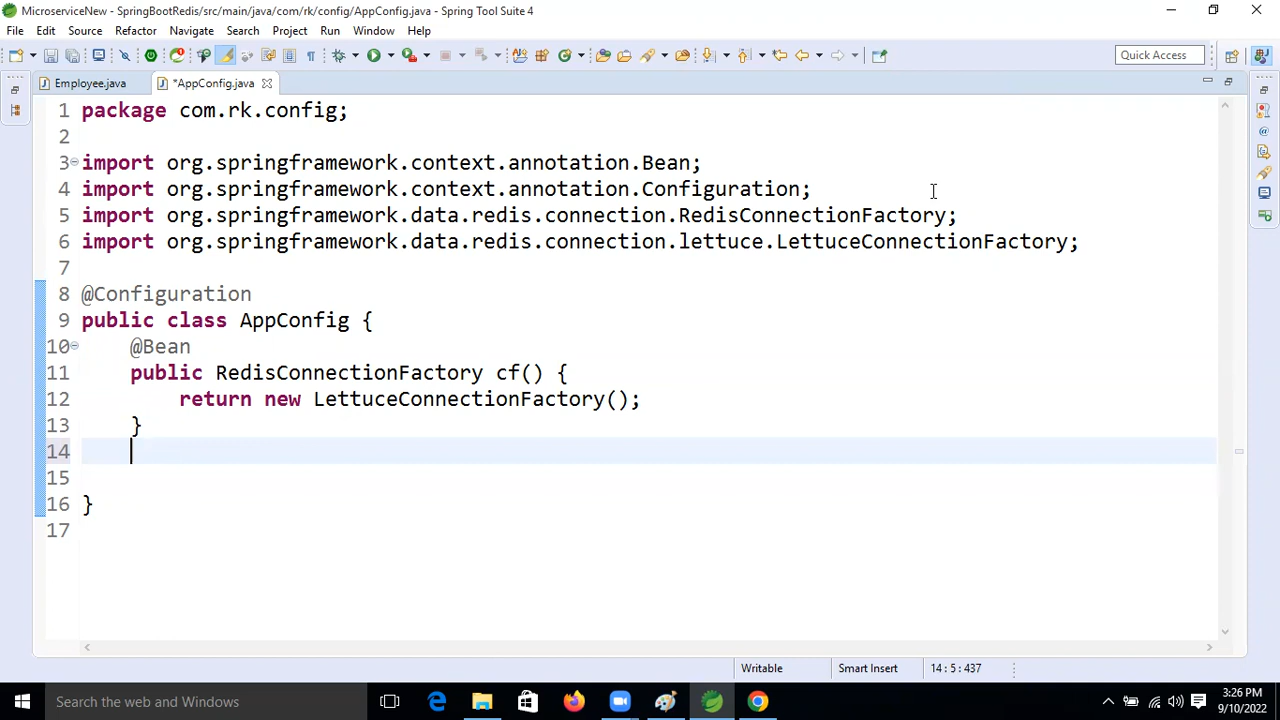 MicroserviceNew - SpringBootRedis/src/main/java/com/rk/config/AppConfig.java - Spring Tool Suite 4
File Edit Source Refactor Navigate Search Project Run Window Help
Quick Access
Employee.java *AppConfig.java
1 package com.rk.config;
2
3 import org.springframework.context.annotation.Bean;
4 import org.springframework.context.annotation.Configuration;
5 import org.springframework.data.redis.connection.RedisConnectionFactory;
6 import org.springframework.data.redis.connection.lettuce.LettuceConnectionFactory;
7
8 @Configuration
9 public class AppConfig {
10 @Bean
11 public RedisConnectionFactory cf() {
12 return new LettuceConnectionFactory();
13 }
14
15
16 }
17
Writable Smart Insert 14:5:437
Search the web and Windows
3:26 PM
9/10/2022